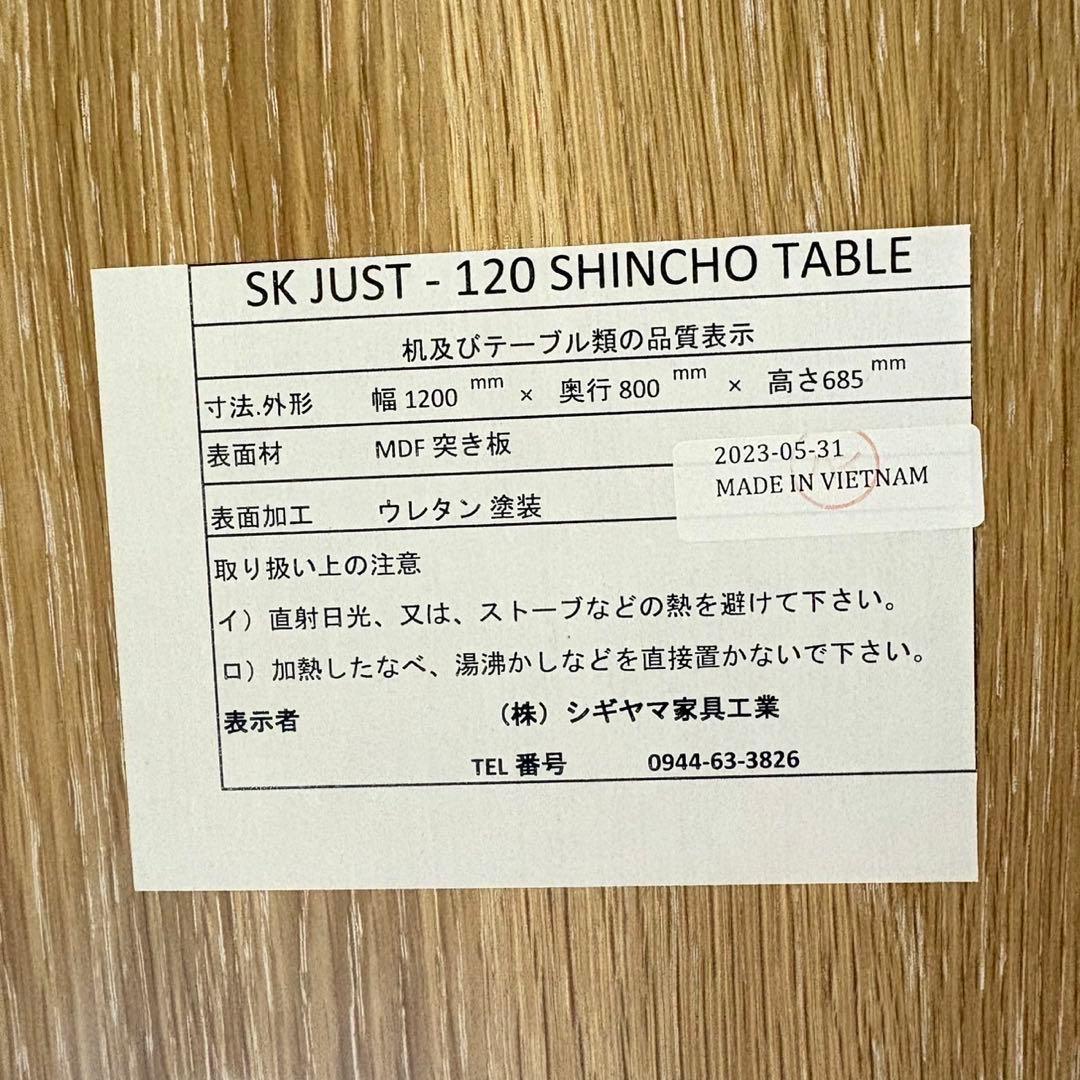 SK JUST - 120 SHINCHO TABLE
机及びテーブル類の品質表示
寸法.外形 幅 1200 mm × 奥行 800 mm × 高さ685 mm
表面材 MDF 突き板
2023-05-31
MADE IN VIETNAM
表面加工 ウレタン 塗装
取り扱い上の注意
イ）直射日光、又は、ストーブなどの熱を避けて下さい。
ロ）加熱したなべ、湯沸かしなどを直接置かないで下さい。
表示者 （株）シギヤマ家具工業
TEL 番号 0944-63-3826